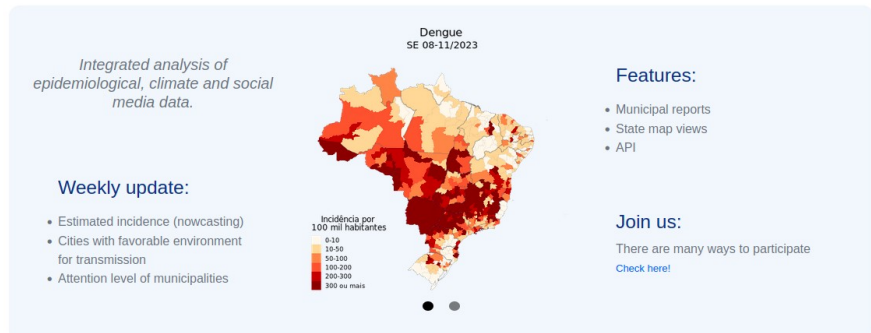 Integrated analysis of
epidemiological, climate and social
media data.
Weekly update:
Estimated incidence (nowcasting)
Cities with favorable environment
for transmission
Attention level of municipalities
Dengue
SE 08-11/2023
Incidência por
100 mil habitantes
0-10
10-50
50-100
100-200
200-300
300 ou mais
Features:
Municipal reports
State map views
API
Join us:
There are many ways to participate
Check here!